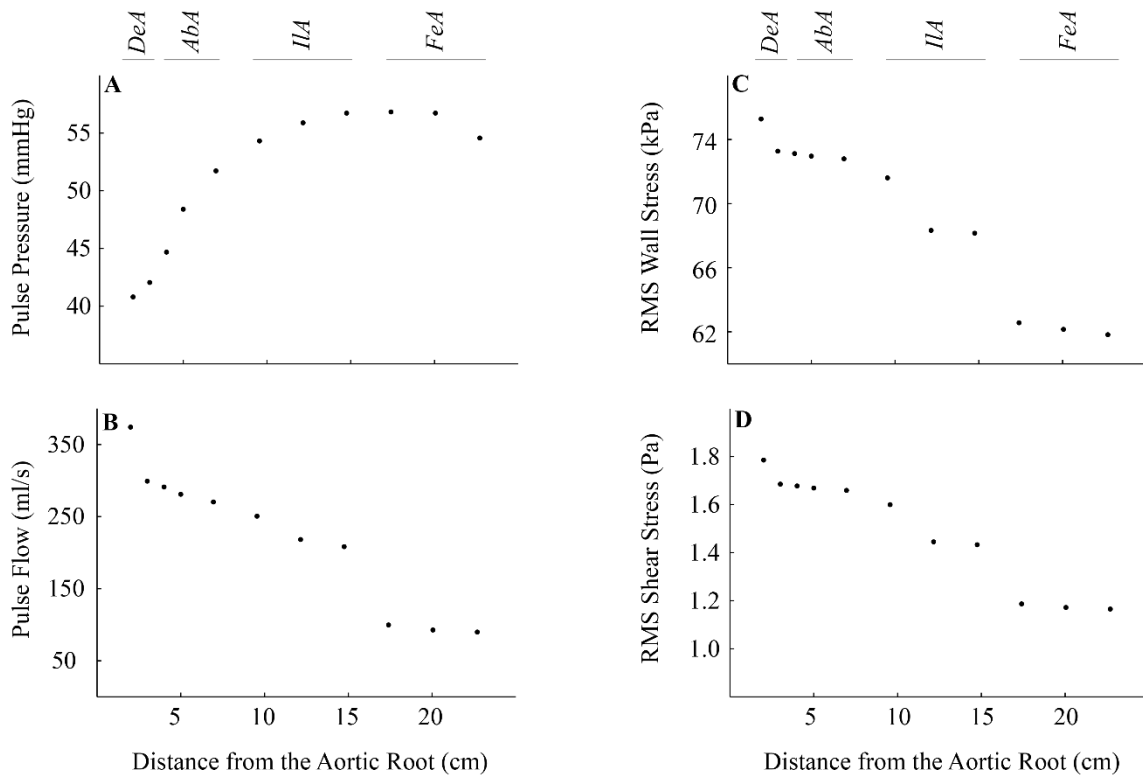 DeA AbA IlA FeA
A
Pulse Pressure (mmHg)
55
50
45
40
DeA AbA IlA FeA
C
RMS Wall Stress (kPa)
74
70
66
62
B
Pulse Flow (ml/s)
350
250
150
50
5 10 15 20
Distance from the Aortic Root (cm)
D
RMS Shear Stress (Pa)
1.8
1.6
1.4
1.2
1.0
5 10 15 20
Distance from the Aortic Root (cm)